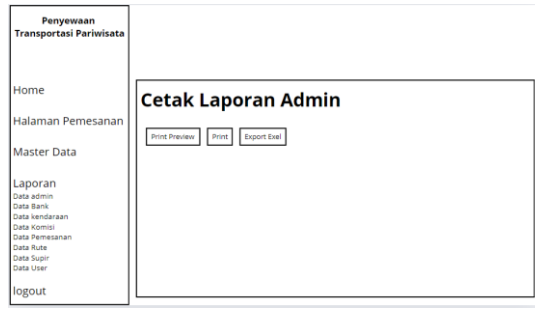 Penyewaan
Transportasi Pariwisata
Home
Halaman Pemesanan
Master Data
Laporan
Data admin
Data Bank
Data kendaraan
Data Komisi
Data Pemesanan
Data Rute
Data Supir
Data User
logout
Cetak Laporan Admin
Print Preview
Print
Export Exel